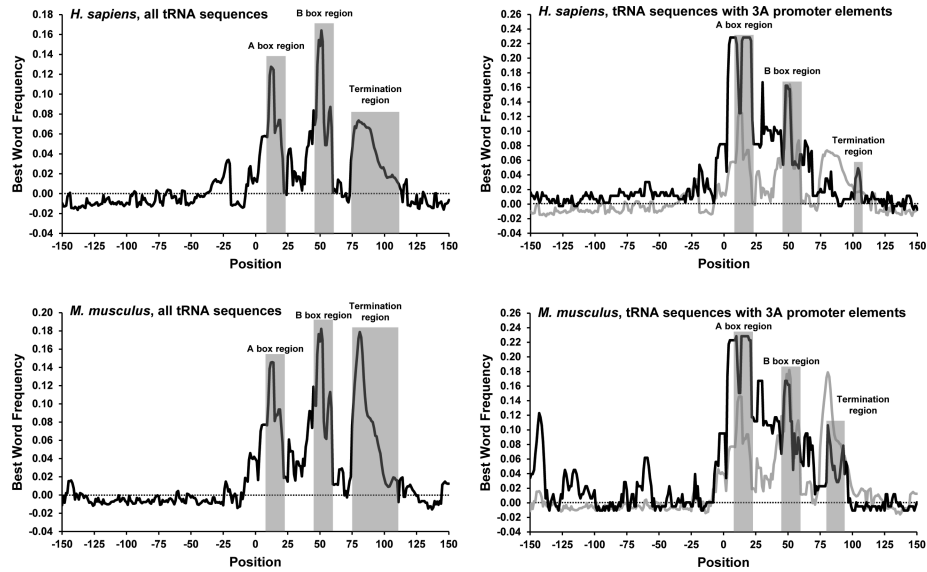 H. sapiens, all tRNA sequences
B box region
A box region
Termination
region
Best Word Frequency
0.18
0.16
0.14
0.12
0.10
0.08
0.06
0.04
0.02
0.00
-0.02
-0.04
-150 -125 -100 -75 -50 -25 0 25 50 75 100 125 150
Position
H. sapiens, tRNA sequences with 3A promoter elements
A box region
B box region
Termination
region
Best Word Frequency
0.26
0.24
0.22
0.20
0.18
0.16
0.14
0.12
0.10
0.08
0.06
0.04
0.02
0.00
-0.02
-0.04
-150 -125 -100 -75 -50 -25 0 25 50 75 100 125 150
Position
M. musculus, all tRNA sequences
B box region
Termination
region
A box region
Best Word Frequency
0.20
0.18
0.16
0.14
0.12
0.10
0.08
0.06
0.04
0.02
0.00
-0.02
-0.04
-150 -125 -100 -75 -50 -25 0 25 50 75 100 125 150
Position
M. musculus, tRNA sequences with 3A promoter elements
A box region
B box region
Termination
region
Best Word Frequency
0.26
0.24
0.22
0.20
0.18
0.16
0.14
0.12
0.10
0.08
0.06
0.04
0.02
0.00
-0.02
-0.04
-150 -125 -100 -75 -50 -25 0 25 50 75 100 125 150
Position